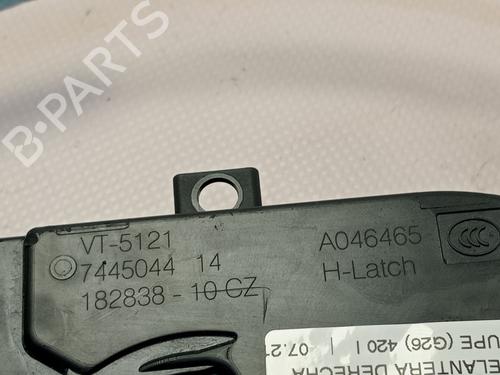 B-PARTS
VT-5121
7445044 14
182838 - 10 CZ
A046465
H-Latch
CCC
ELANTERA DERECHA
UPE (G26) 420 I
-07.2